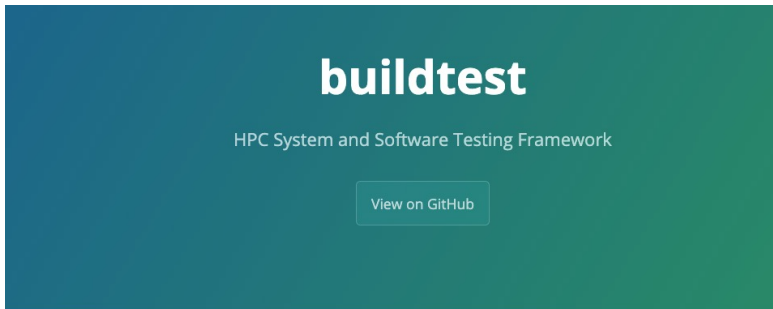 buildtest
HPC System and Software Testing Framework
View on GitHub